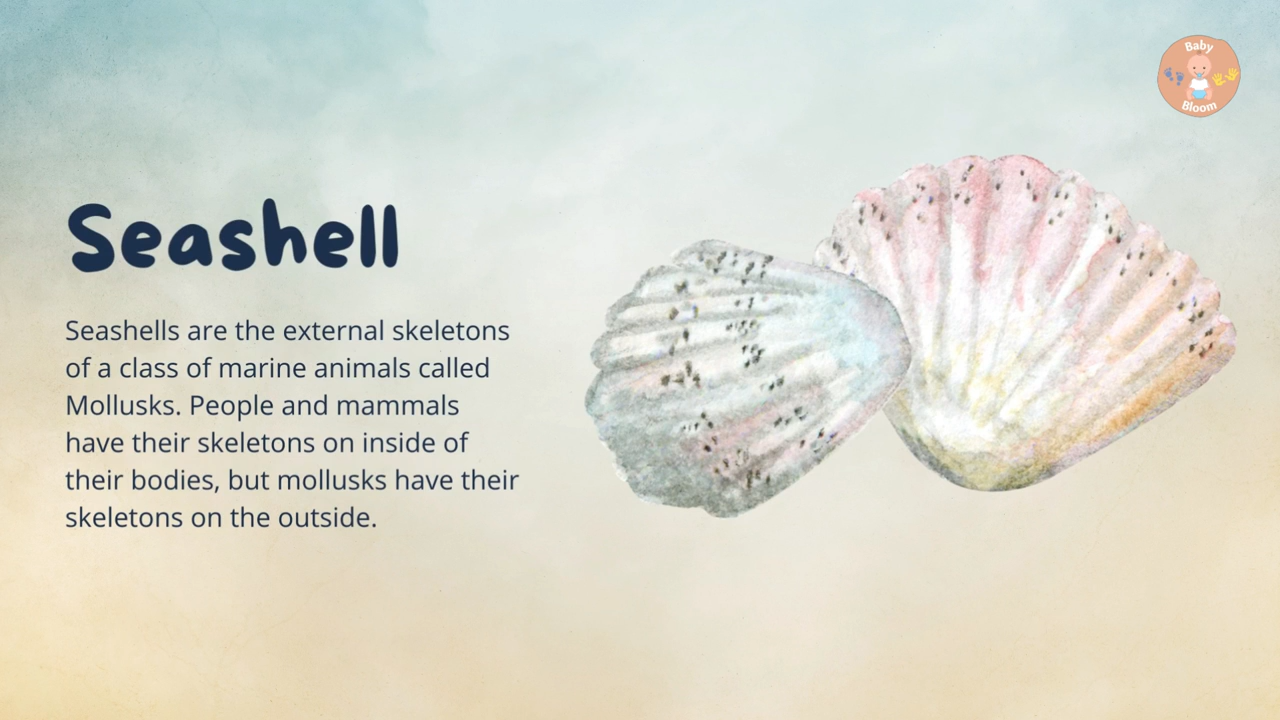 Baby
Bloom
Seashell
Seashells are the external skeletons
of a class of marine animals called
Mollusks. People and mammals
have their skeletons on inside of
their bodies, but mollusks have their
skeletons on the outside.